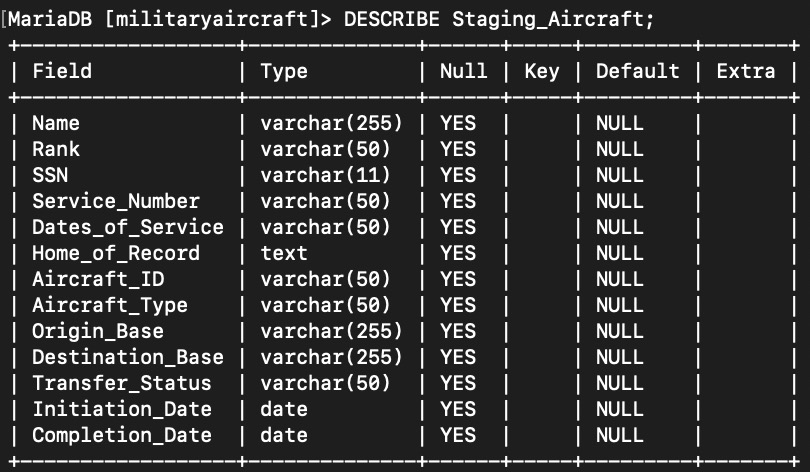 [MariaDB [militaryaircraft]> DESCRIBE Staging_Aircraft;
+-------------------+--------------+------+-----+---------+-------+
| Field             | Type         | Null | Key | Default | Extra |
+-------------------+--------------+------+-----+---------+-------+
| Name              | varchar(255) | YES  |     | NULL    |       |
| Rank              | varchar(50)  | YES  |     | NULL    |       |
| SSN               | varchar(11)  | YES  |     | NULL    |       |
| Service_Number    | varchar(50)  | YES  |     | NULL    |       |
| Dates_of_Service  | varchar(50)  | YES  |     | NULL    |       |
| Home_of_Record    | text         | YES  |     | NULL    |       |
| Aircraft_ID       | varchar(50)  | YES  |     | NULL    |       |
| Aircraft_Type     | varchar(50)  | YES  |     | NULL    |       |
| Origin_Base       | varchar(255) | YES  |     | NULL    |       |
| Destination_Base  | varchar(255) | YES  |     | NULL    |       |
| Transfer_Status   | varchar(50)  | YES  |     | NULL    |       |
| Initiation_Date   | date         | YES  |     | NULL    |       |
| Completion_Date   | date         | YES  |     | NULL    |       |
+-------------------+--------------+------+-----+---------+-------+